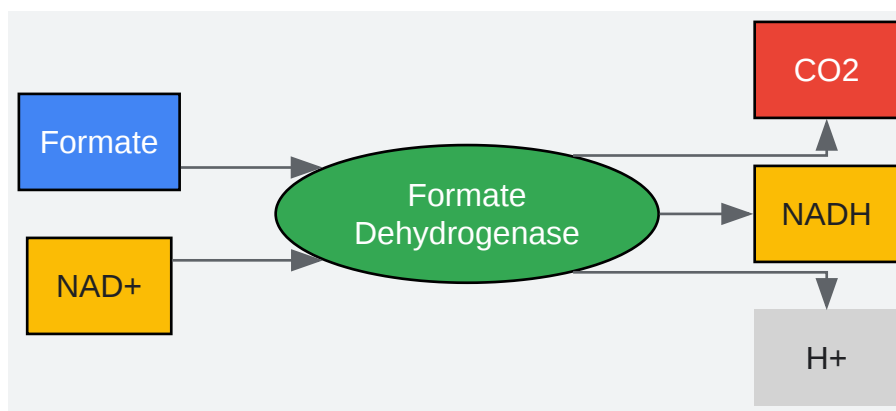 Formate
NAD+
Formate
Dehydrogenase
CO2
NADH
H+